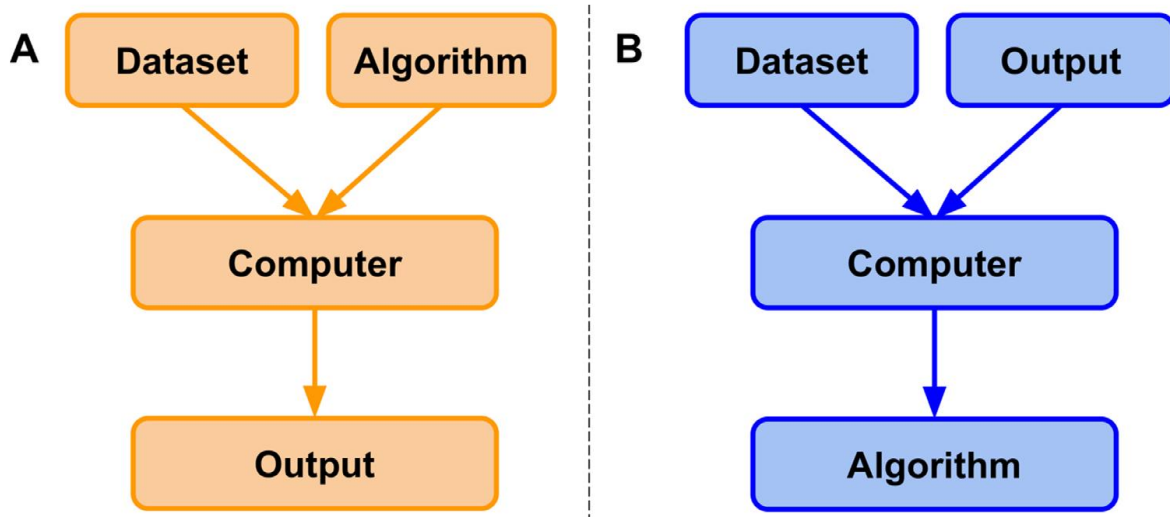 A
Dataset
Algorithm
Computer
Output
B
Dataset
Output
Computer
Algorithm